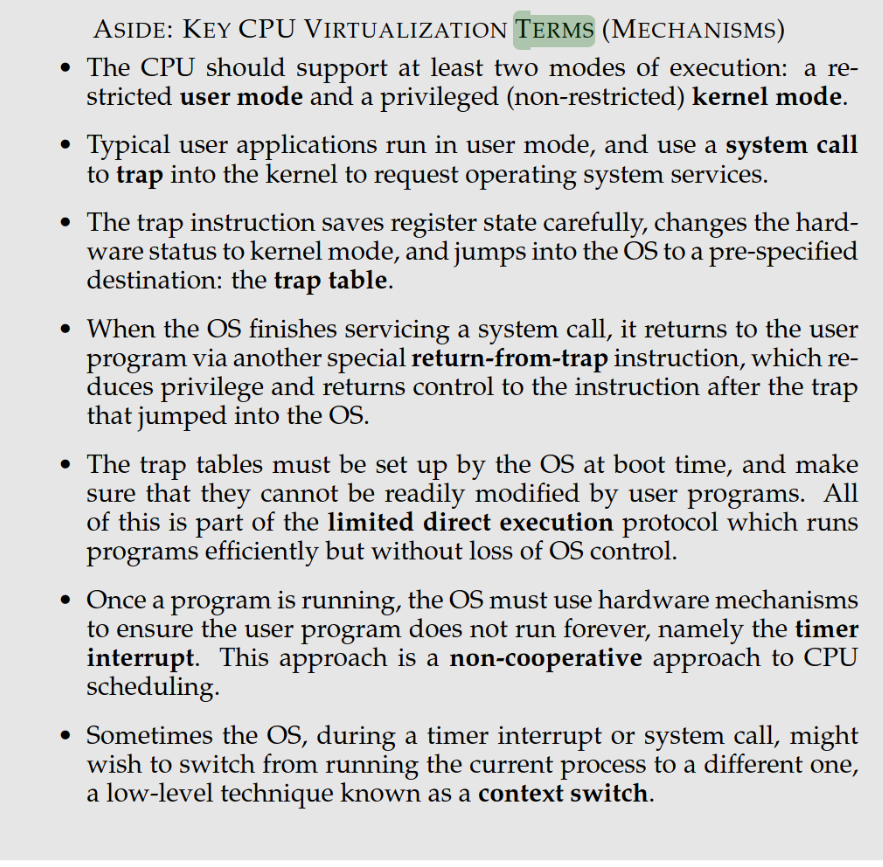 ASIDE: KEY CPU VIRTUALIZATION TERMS (MECHANISMS)
• The CPU should support at least two modes of execution: a re-
stricted user mode and a privileged (non-restricted) kernel mode.
• Typical user applications run in user mode, and use a system call
to trap into the kernel to request operating system services.
• The trap instruction saves register state carefully, changes the hard-
ware status to kernel mode, and jumps into the OS to a pre-specified
destination: the trap table.
• When the OS finishes servicing a system call, it returns to the user
program via another special return-from-trap instruction, which re-
duces privilege and returns control to the instruction after the trap
that jumped into the OS.
• The trap tables must be set up by the OS at boot time, and make
sure that they cannot be readily modified by user programs. All
of this is part of the limited direct execution protocol which runs
programs efficiently but without loss of OS control.
• Once a program is running, the OS must use hardware mechanisms
to ensure the user program does not run forever, namely the timer
interrupt. This approach is a non-cooperative approach to CPU
scheduling.
• Sometimes the OS, during a timer interrupt or system call, might
wish to switch from running the current process to a different one,
a low-level technique known as a context switch.